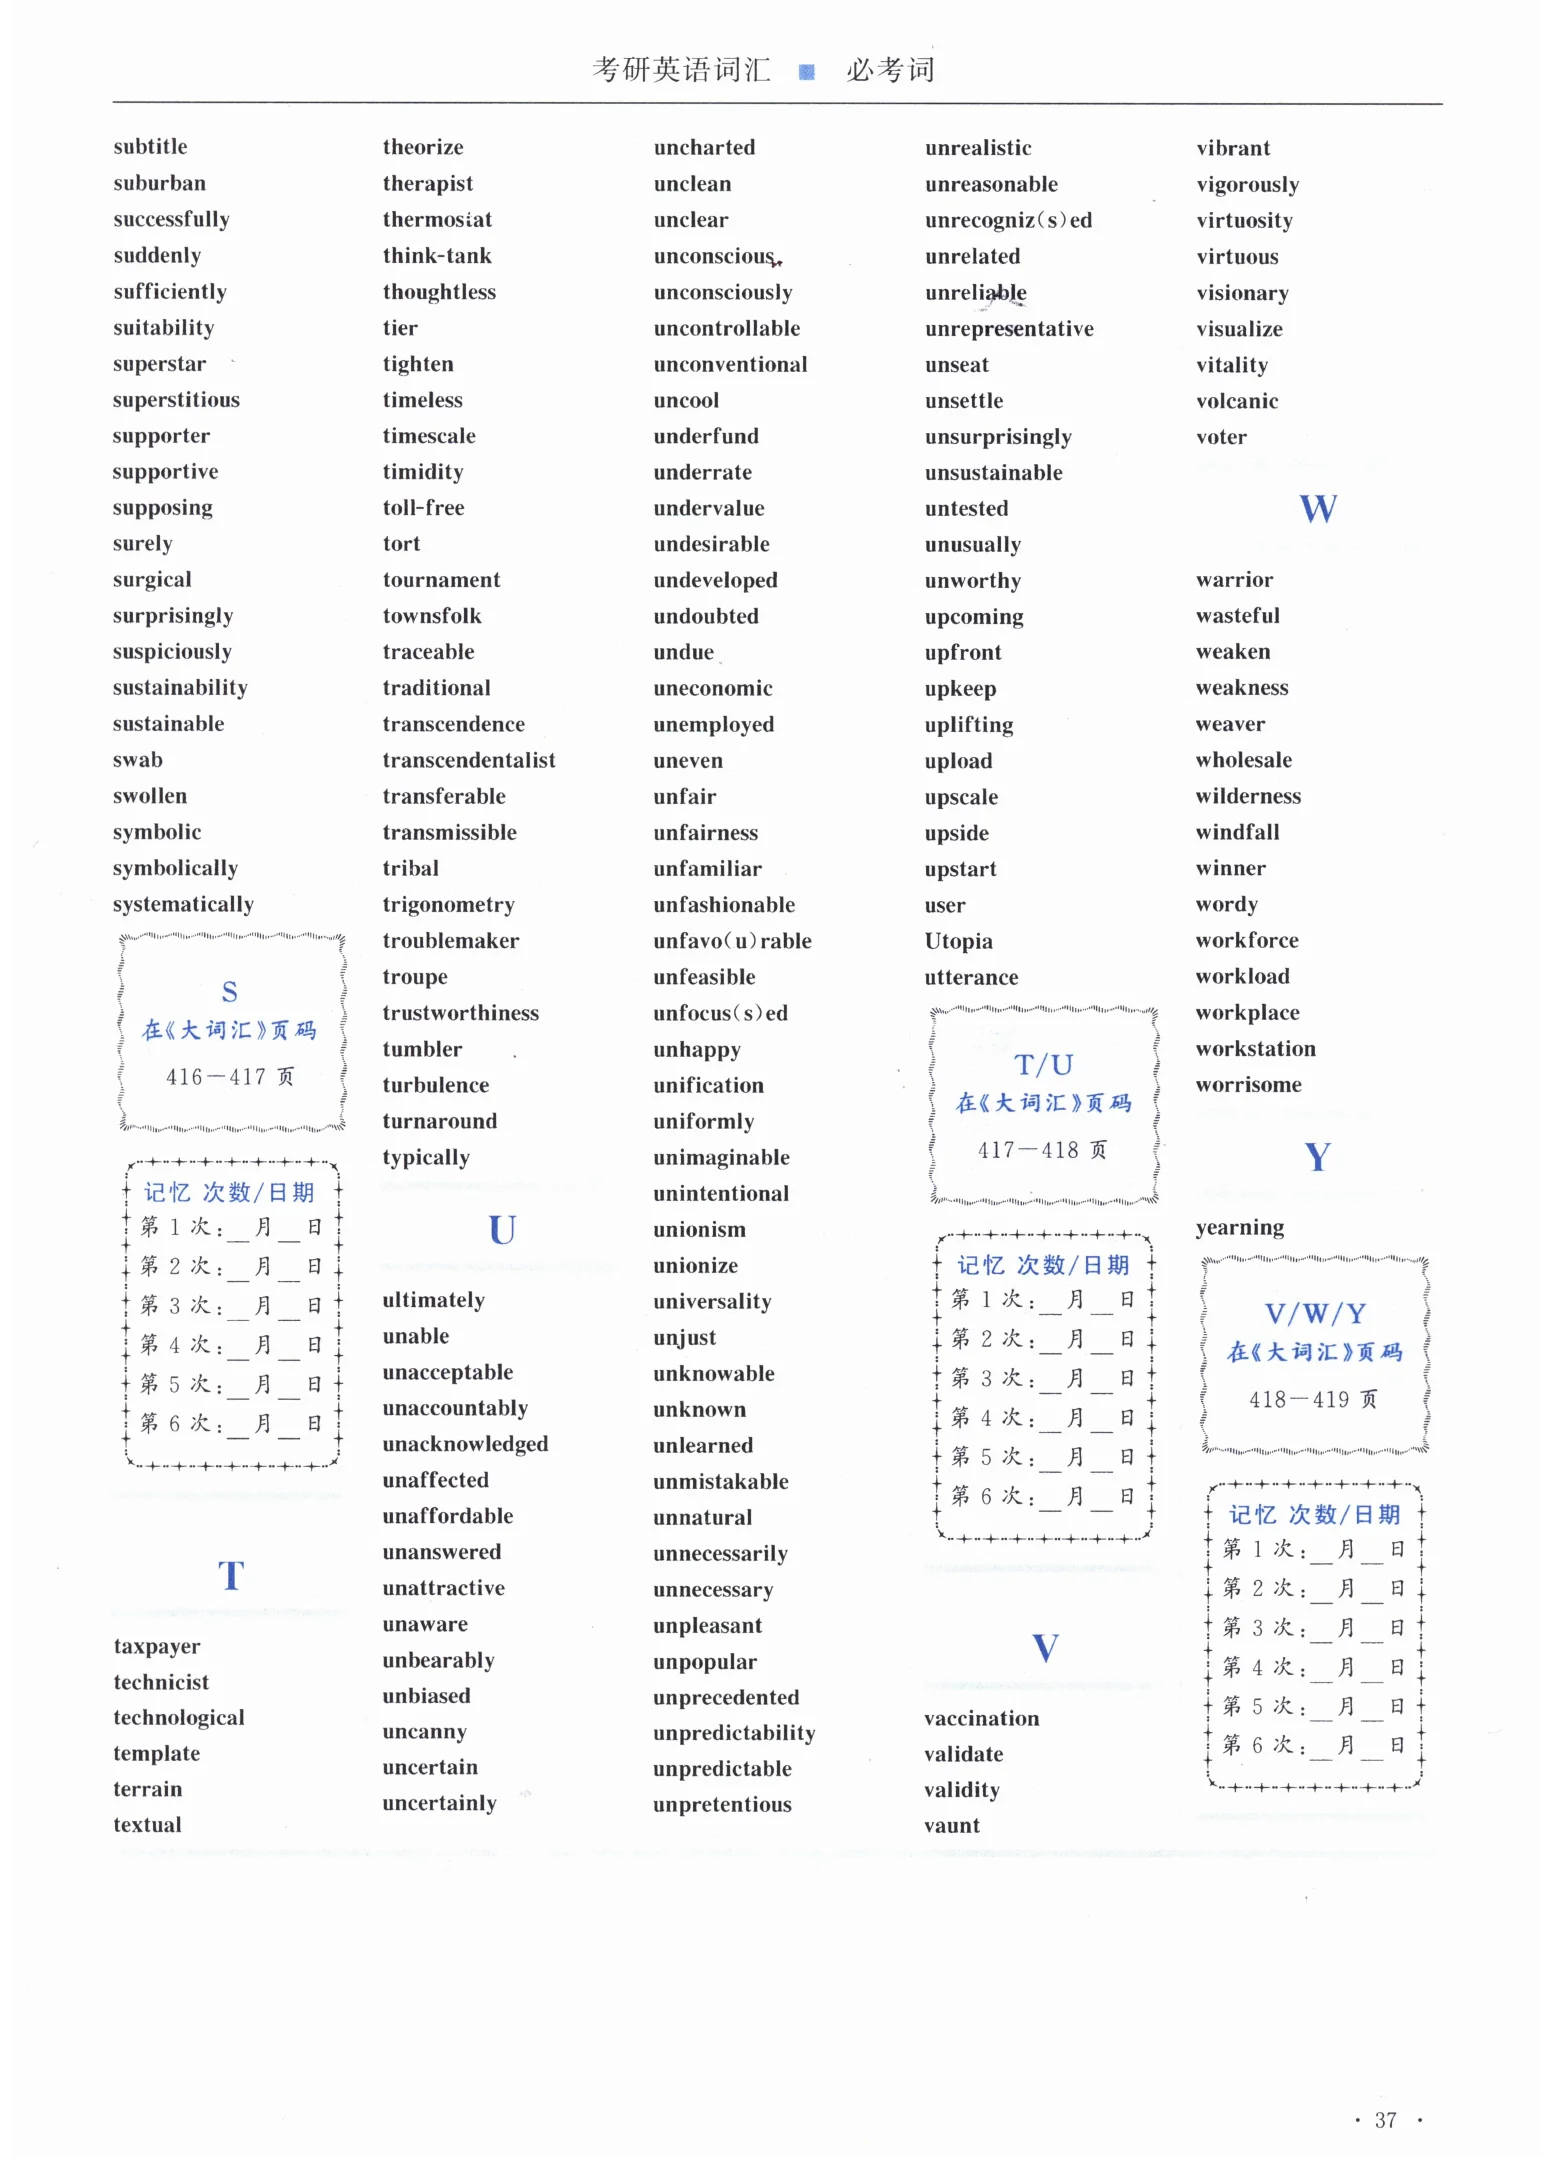 考研英语词汇 ■ 必考词
subtitle
suburban
successfully
suddenly
sufficiently
suitability
superstar
superstitious
supporter
supportive
supposing
surely
surgical
surprisingly
suspiciously
sustainability
sustainable
swab
swollen
symbolic
symbolically
systematically
S
在《大词汇》页码
416—417 页
记忆 次数/日期
第 1 次:__月__日
第 2 次:__月__日
第 3 次:__月__日
第 4 次:__月__日
第 5 次:__月__日
第 6 次:__月__日
T
taxpayer
technicist
technological
template
terrain
textual
theorize
therapist
thermostat
think-tank
thoughtless
tier
tighten
timeless
timescale
timidity
toll-free
tort
tournament
townsfolk
traceable
traditional
transcendence
transcendentalist
transferable
transmissible
tribal
trigonometry
troublemaker
troupe
trustworthiness
tumbler
turbulence
turnaround
typically
U
ultimately
unable
unacceptable
unaccountably
unacknowledged
unaffected
unaffordable
unanswered
unattractive
unaware
unbearably
unbiased
uncanny
uncertain
uncertainly
uncharted
unclean
unclear
unconscious
unconsciously
uncontrollable
unconventional
uncool
underfund
underrate
undervalue
undesirable
undeveloped
undoubted
undue
uneconomic
unemployed
uneven
unfair
unfairness
unfamiliar
unfashionable
unfavo(u)rable
unfeasible
unfocus(s)ed
unhappy
unification
uniformly
unimaginable
unintentional
unionism
unionize
universality
unjust
unknowable
unknown
unlearned
unmistakable
unnatural
unnecessarily
unnecessary
unpleasant
unpopular
unprecedented
unpredictability
unpredictable
unpretentious
unrealistic
unreasonable
unrecogniz(s)ed
unrelated
unreliable
unrepresentative
unseat
unsettle
unsurprisingly
unsustainable
untested
unusually
unworthy
upcoming
upfront
upkeep
uplifting
upload
upscale
upside
upstart
user
Utopia
utterance
T/U
在《大词汇》页码
417—418 页
记忆 次数/日期
第 1 次:__月__日
第 2 次:__月__日
第 3 次:__月__日
第 4 次:__月__日
第 5 次:__月__日
第 6 次:__月__日
V
vaccination
validate
validity
vaunt
vibrant
vigorously
virtuosity
virtuous
visionary
visualize
vitality
volcanic
voter
W
warrior
wasteful
weaken
weakness
weaver
wholesale
wilderness
windfall
winner
wordy
workforce
workload
workplace
workstation
worrisome
Y
yearning
V/W/Y
在《大词汇》页码
418—419 页
记忆 次数/日期
第 1 次:__月__日
第 2 次:__月__日
第 3 次:__月__日
第 4 次:__月__日
第 5 次:__月__日
第 6 次:__月__日
· 37 ·